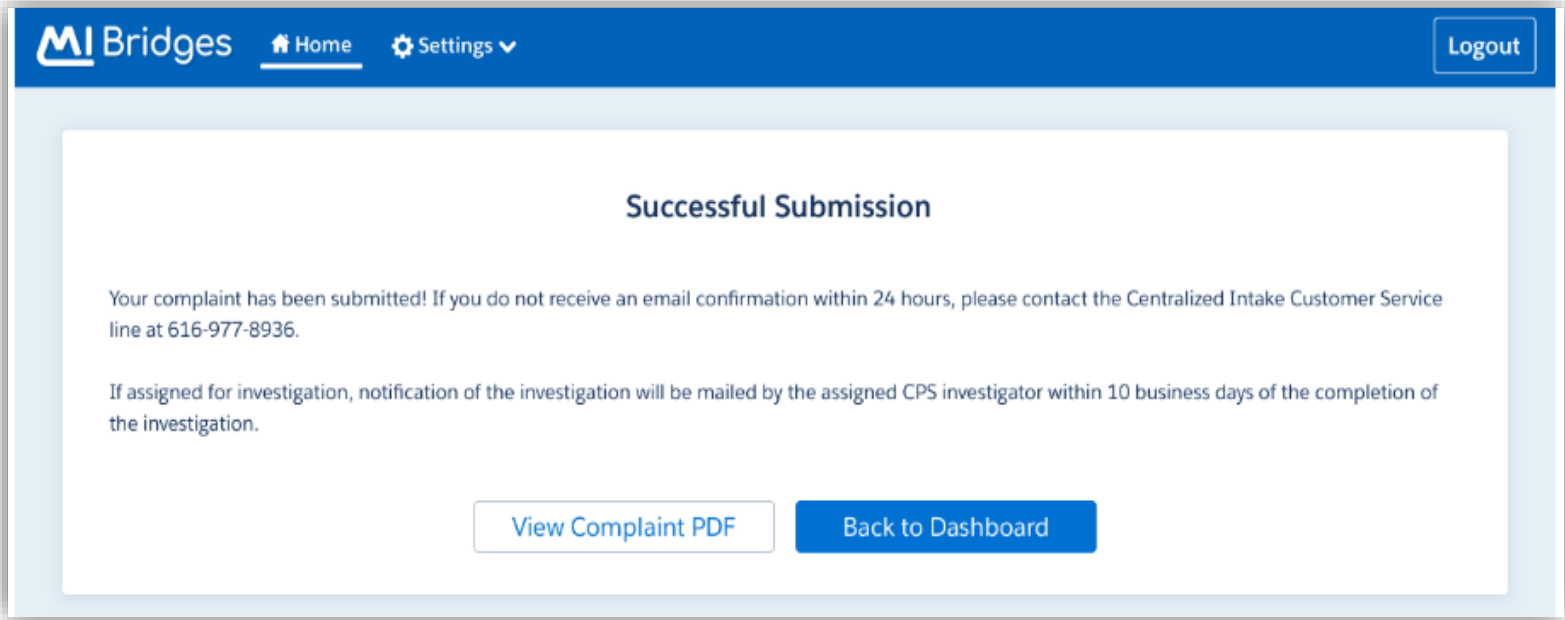 MI Bridges Home Settings Logout
Successful Submission
Your complaint has been submitted! If you do not receive an email confirmation within 24 hours, please contact the Centralized Intake Customer Service
line at 616-977-8936.
If assigned for investigation, notification of the investigation will be mailed by the assigned CPS investigator within 10 business days of the completion of
the investigation.
View Complaint PDF Back to Dashboard